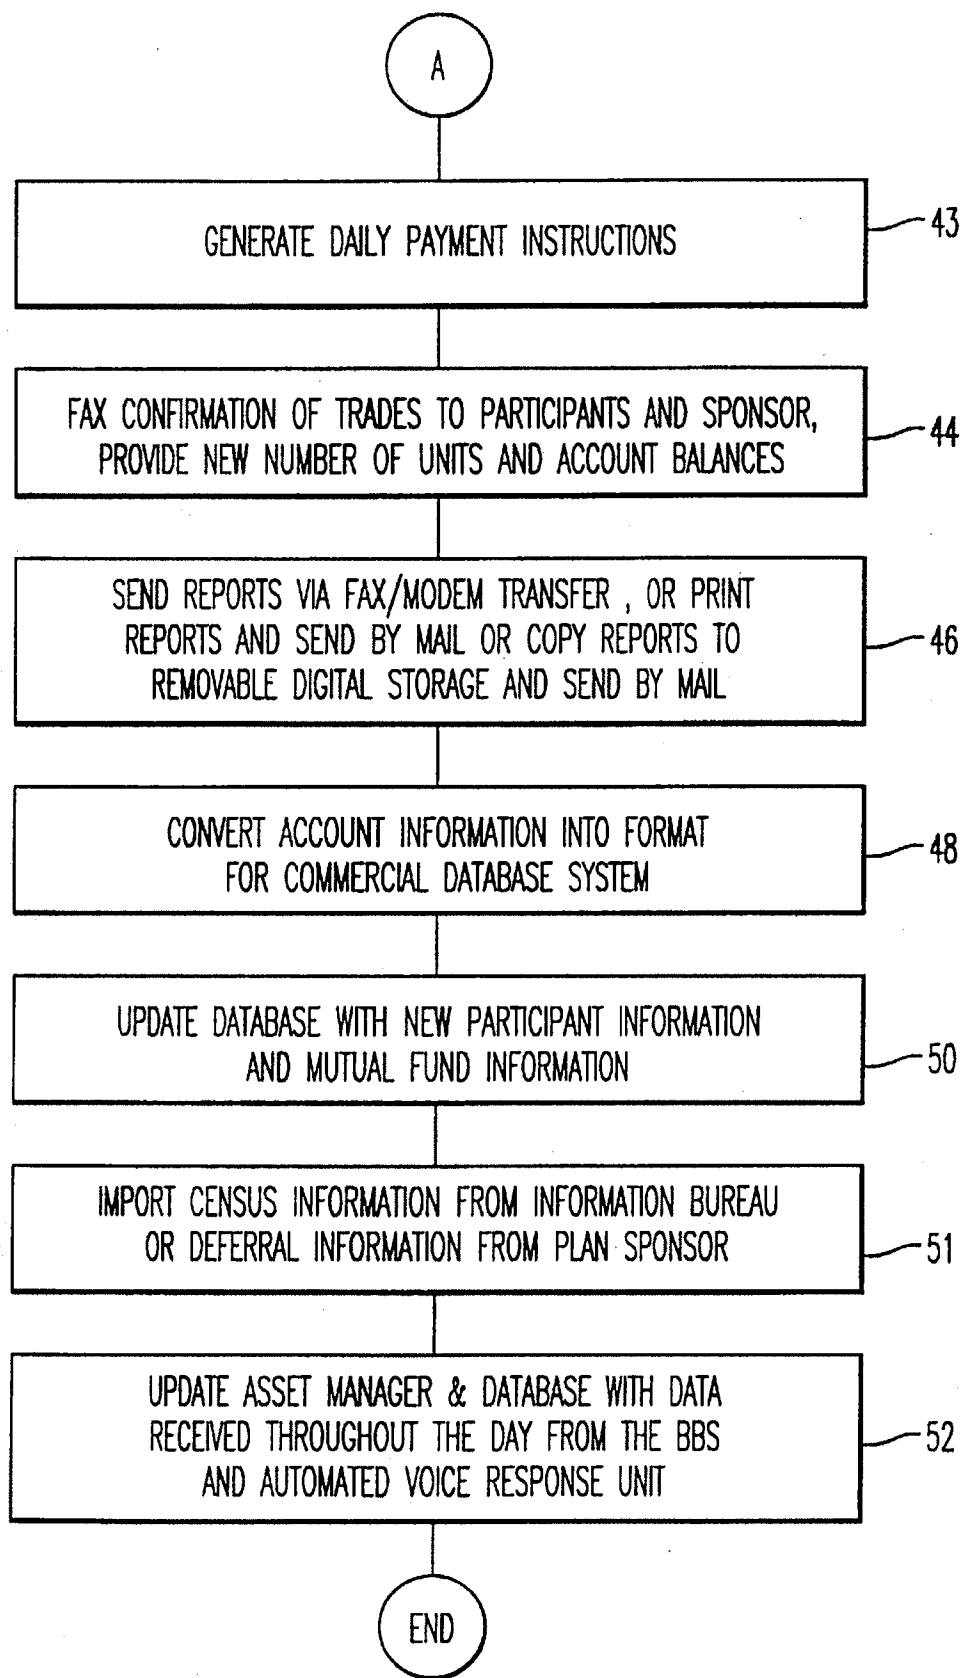 A
GENERATE DAILY PAYMENT INSTRUCTIONS
43
FAX CONFIRMATION OF TRADES TO PARTICIPANTS AND SPONSOR,
PROVIDE NEW NUMBER OF UNITS AND ACCOUNT BALANCES
44
SEND REPORTS VIA FAX/MODEM TRANSFER , OR PRINT
REPORTS AND SEND BY MAIL OR COPY REPORTS TO
REMOVABLE DIGITAL STORAGE AND SEND BY MAIL
46
CONVERT ACCOUNT INFORMATION INTO FORMAT
FOR COMMERCIAL DATABASE SYSTEM
48
UPDATE DATABASE WITH NEW PARTICIPANT INFORMATION
AND MUTUAL FUND INFORMATION
50
IMPORT CENSUS INFORMATION FROM INFORMATION BUREAU
OR DEFERRAL INFORMATION FROM PLAN SPONSOR
51
UPDATE ASSET MANAGER & DATABASE WITH DATA
RECEIVED THROUGHOUT THE DAY FROM THE BBS
AND AUTOMATED VOICE RESPONSE UNIT
52
END